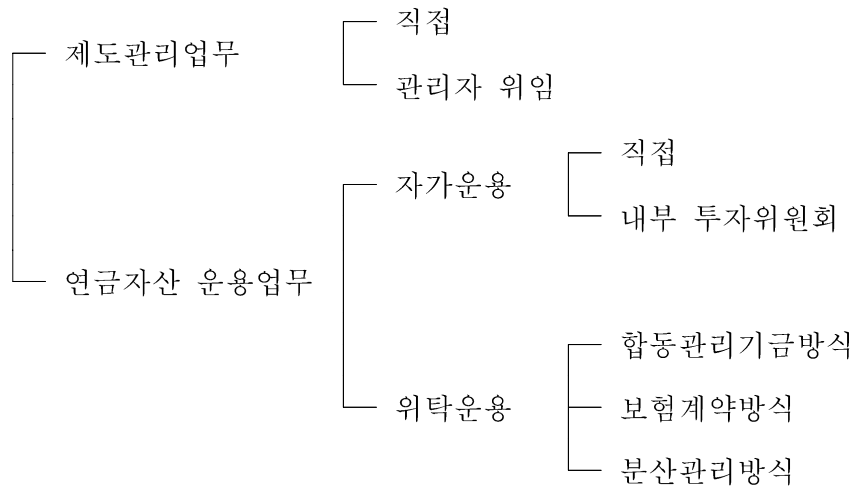 직접
제도관리업무
관리자 위임
직접
자가운용
내부 투자위원회
연금자산 운용업무
합동관리기금방식
위탁운용
보험계약방식
분산관리방식